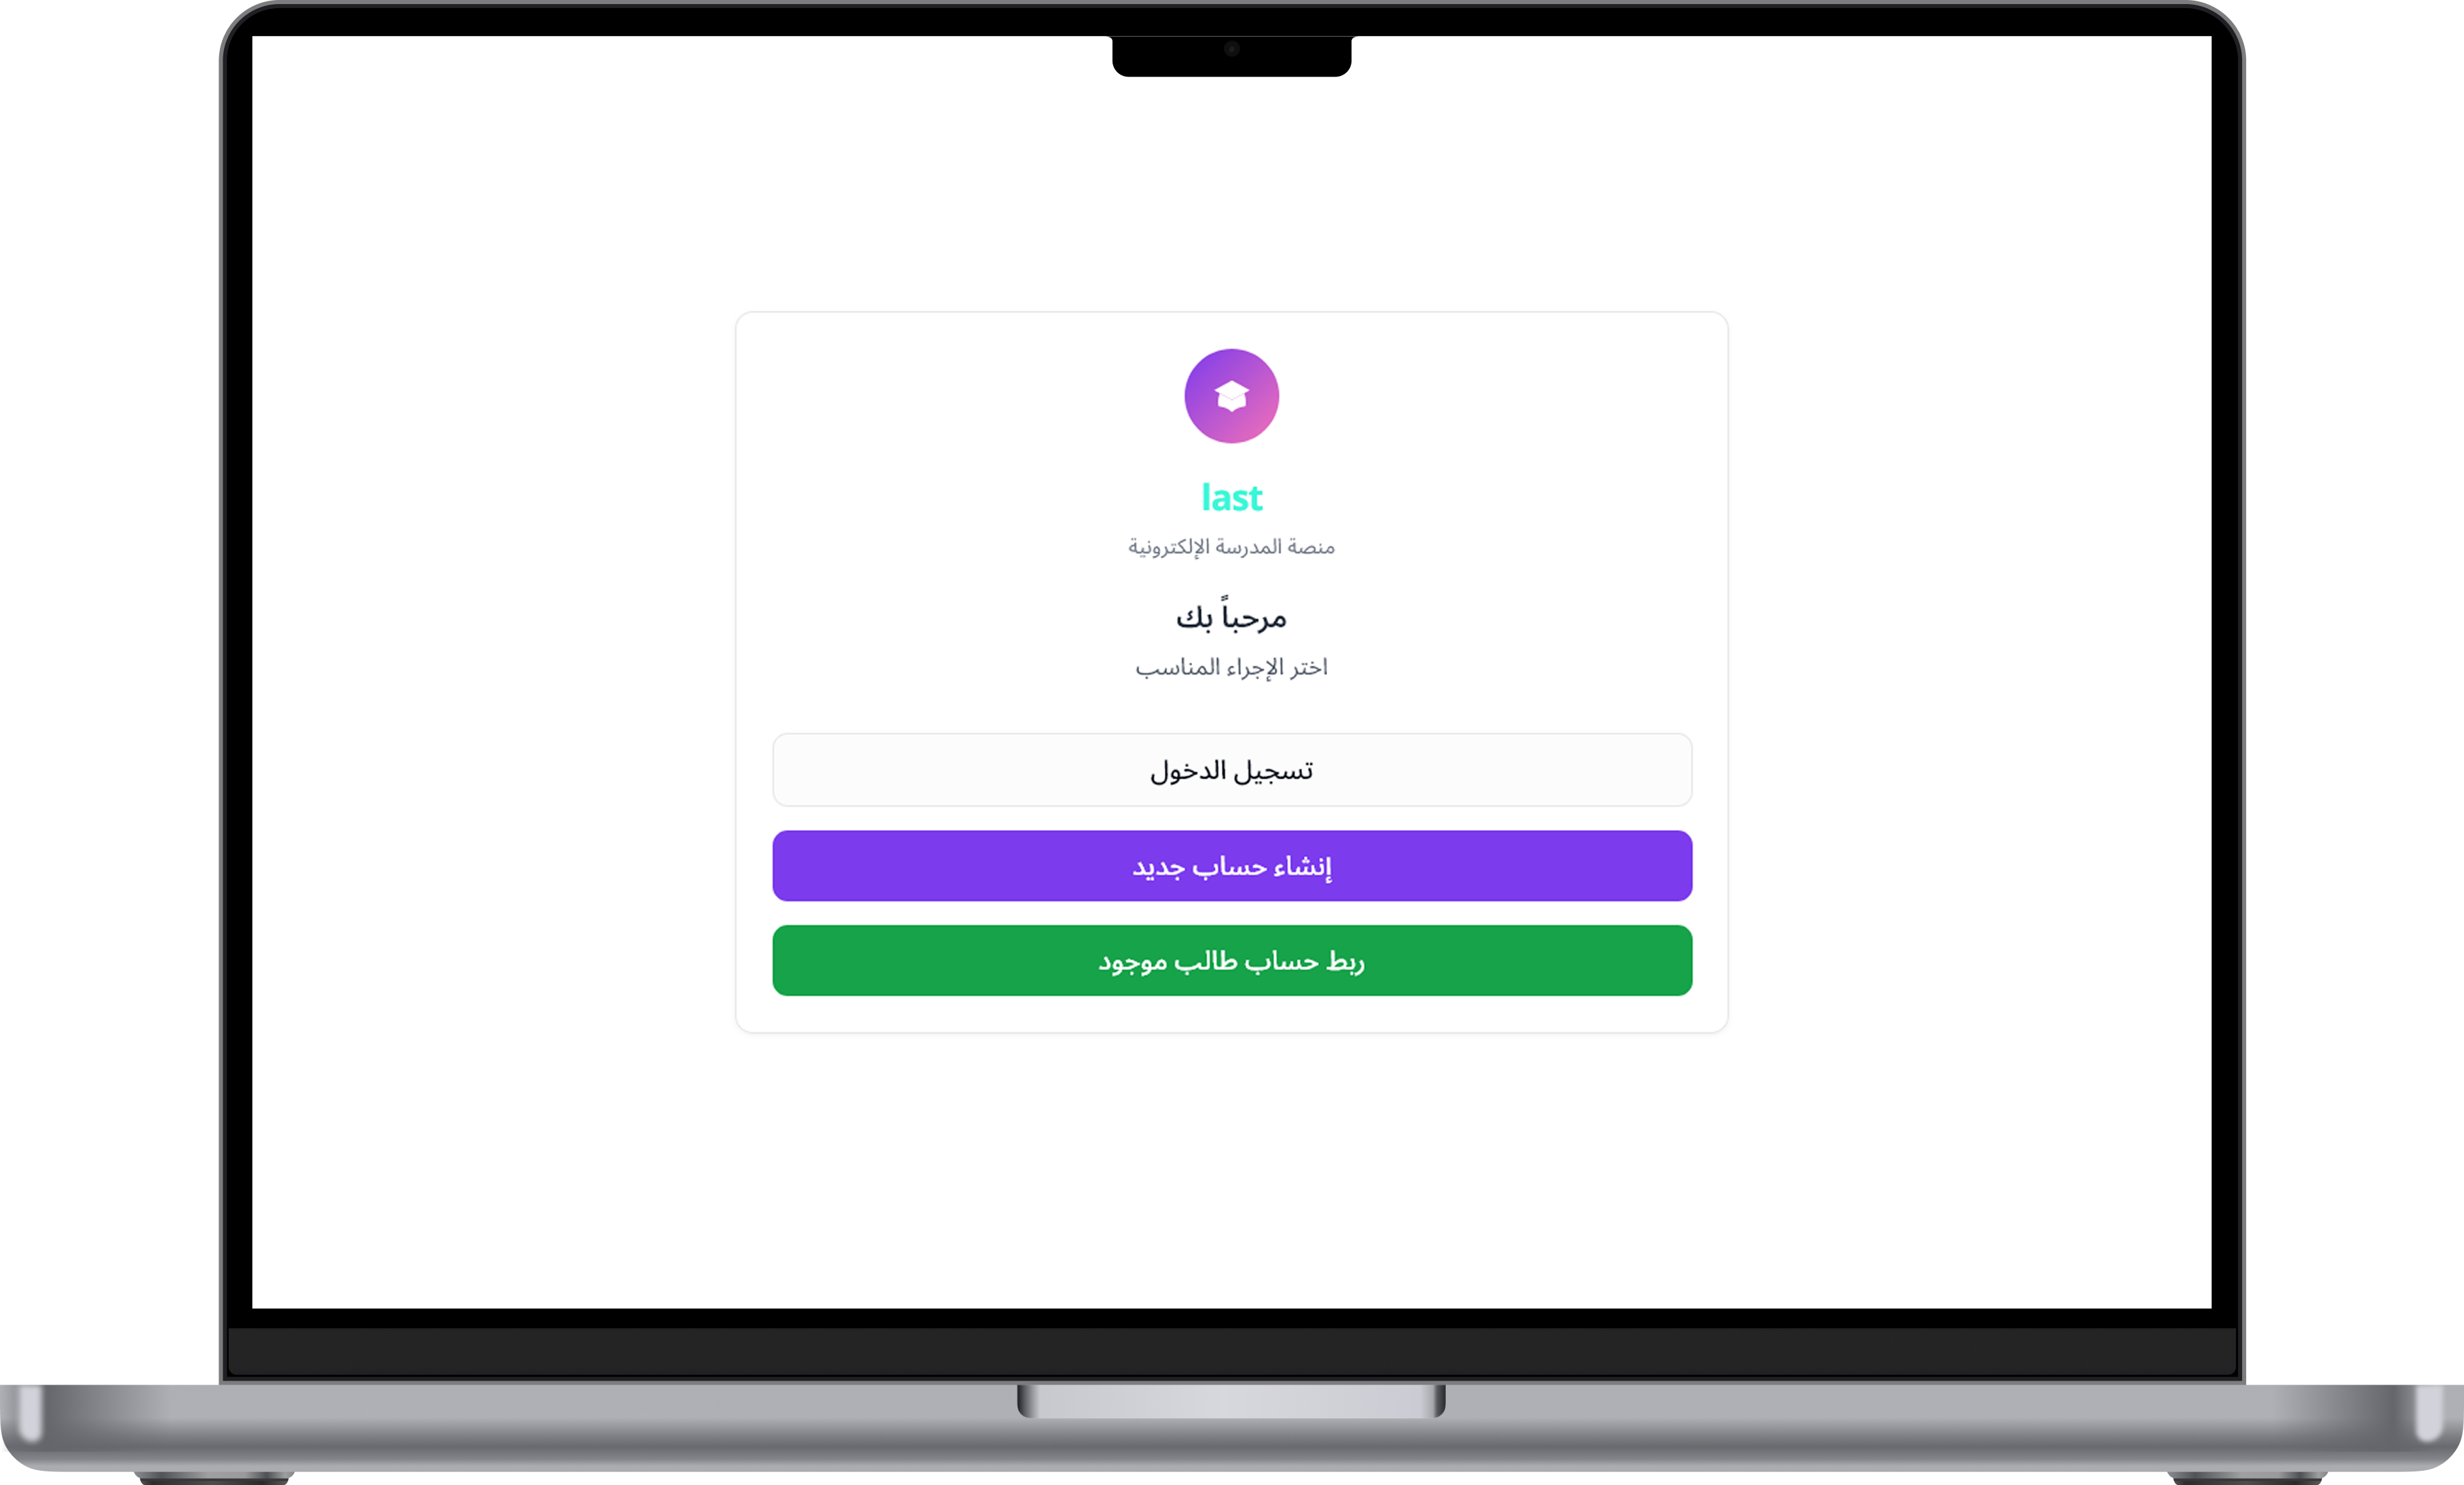 last
منصة المدرسة الإلكترونية
مرحباً بك
اختر الإجراء المناسب
تسجيل الدخول
إنشاء حساب جديد
ربط حساب طالب موجود